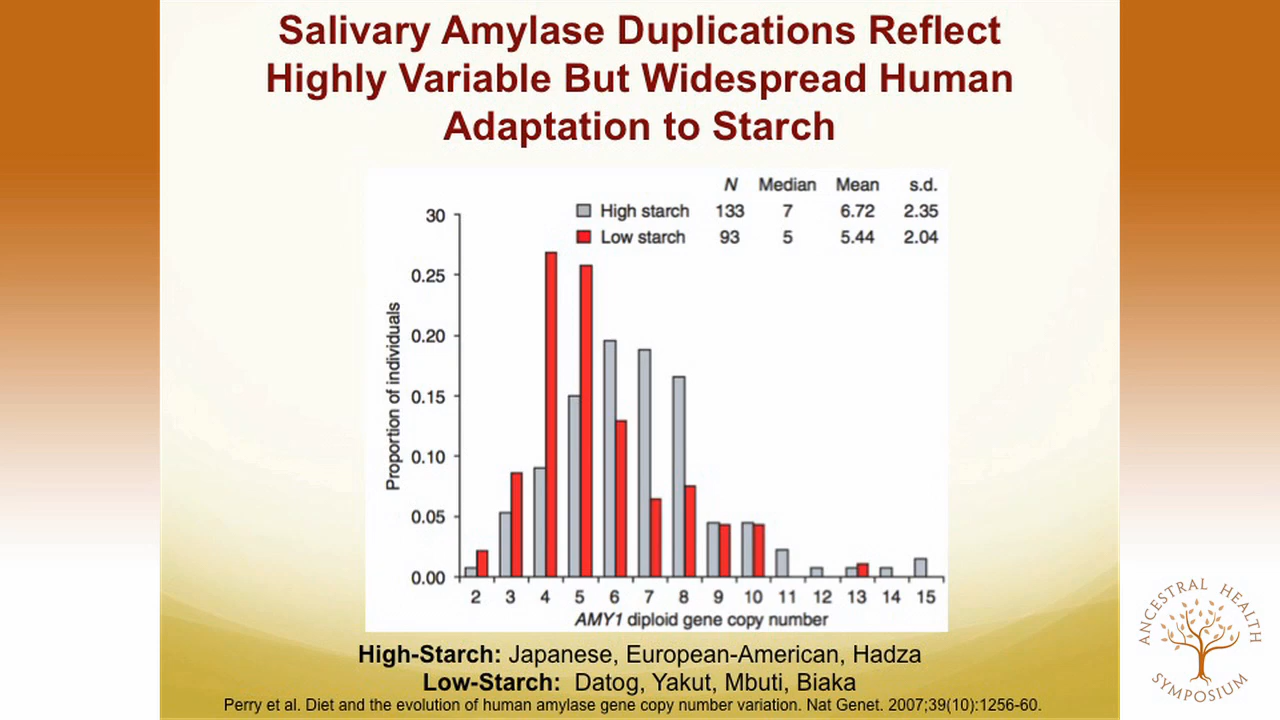 Salivary Amylase Duplications Reflect
Highly Variable But Widespread Human
Adaptation to Starch
N Median Mean s.d.
High starch 133 7 6.72 2.35
Low starch 93 5 5.44 2.04
30
0.25
0.20
0.15
0.10
0.05
0.00
Proportion of individuals
2 3 4 5 6 7 8 9 10 11 12 13 14 15
AMY1 diploid gene copy number
High-Starch: Japanese, European-American, Hadza
Low-Starch: Datog, Yakut, Mbuti, Biaka
Perry et al. Diet and the evolution of human amylase gene copy number variation. Nat Genet. 2007;39(10):1256-60.
ANCESTRAL HEALTH
SYMPOSIUM